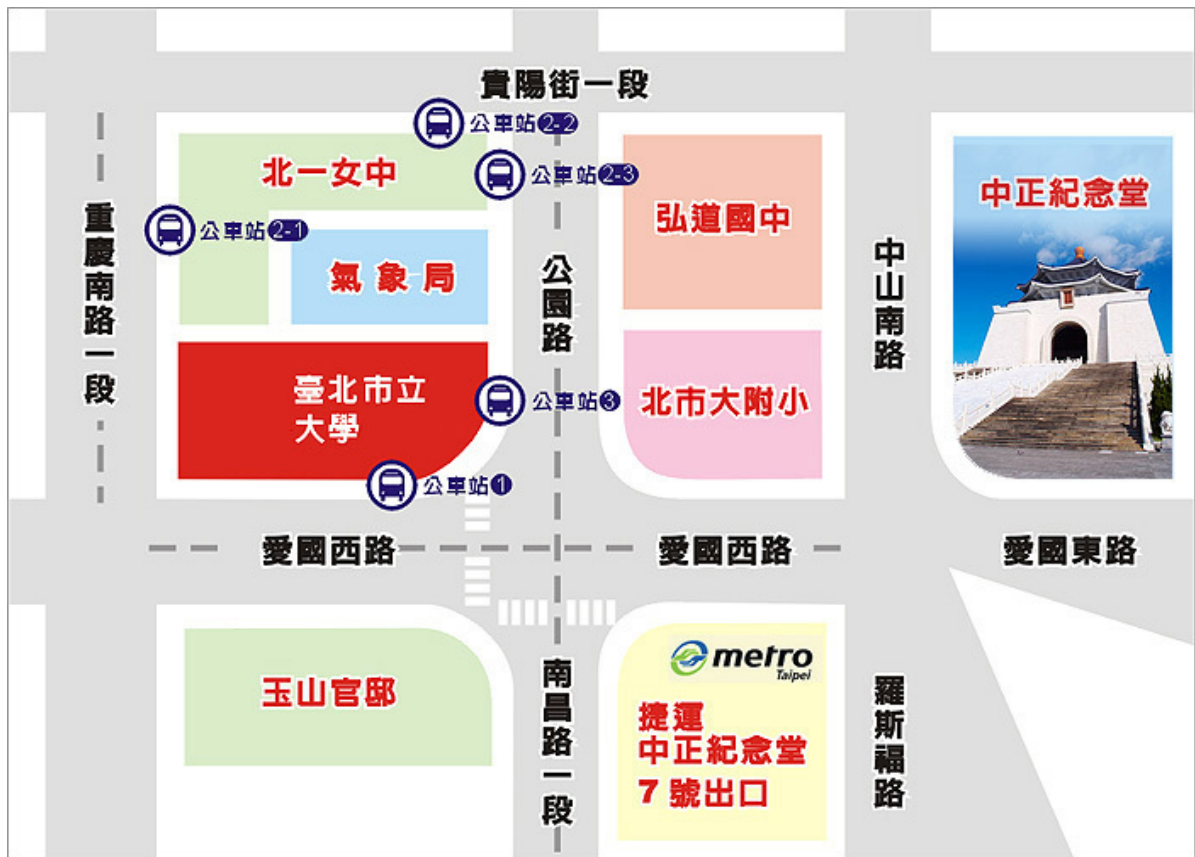 貴陽街一段
公車站2-2
北一女中
公車站2-3
中正紀念堂
重慶南路一段
公車站2-1
弘道國中
氣象局
公園路
中山南路
臺北市立
大學
公車站3
北市大附小
公車站1
愛國西路
愛國西路
愛國東路
玉山官邸
南昌路一段
metro
Taipei
捷運
中正紀念堂
7號出口
羅斯福路